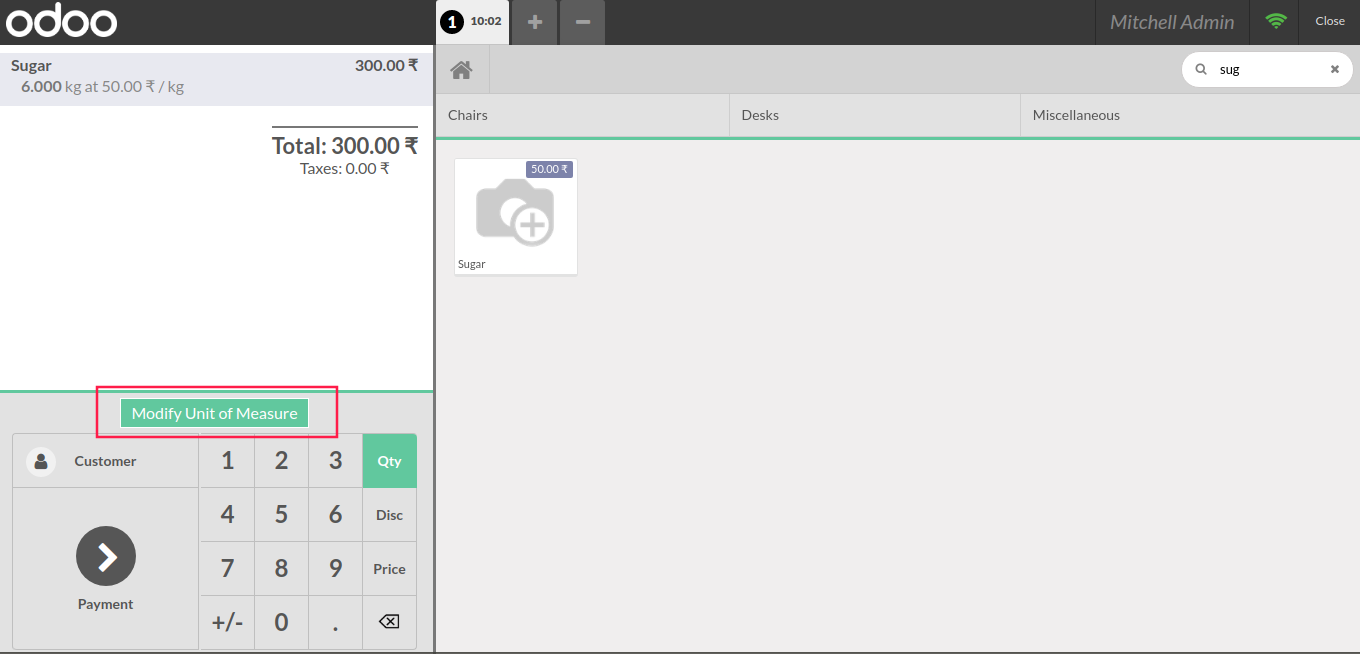 odoo
1 10:02 + −
Mitchell Admin
Close
Sugar 300.00 ₹
6.000 kg at 50.00 ₹ / kg
Total: 300.00 ₹
Taxes: 0.00 ₹
Modify Unit of Measure
Customer
Payment
1 2 3 Qty
4 5 6 Disc
7 8 9 Price
+/- 0 .
sug
Chairs Desks Miscellaneous
50.00 ₹
Sugar